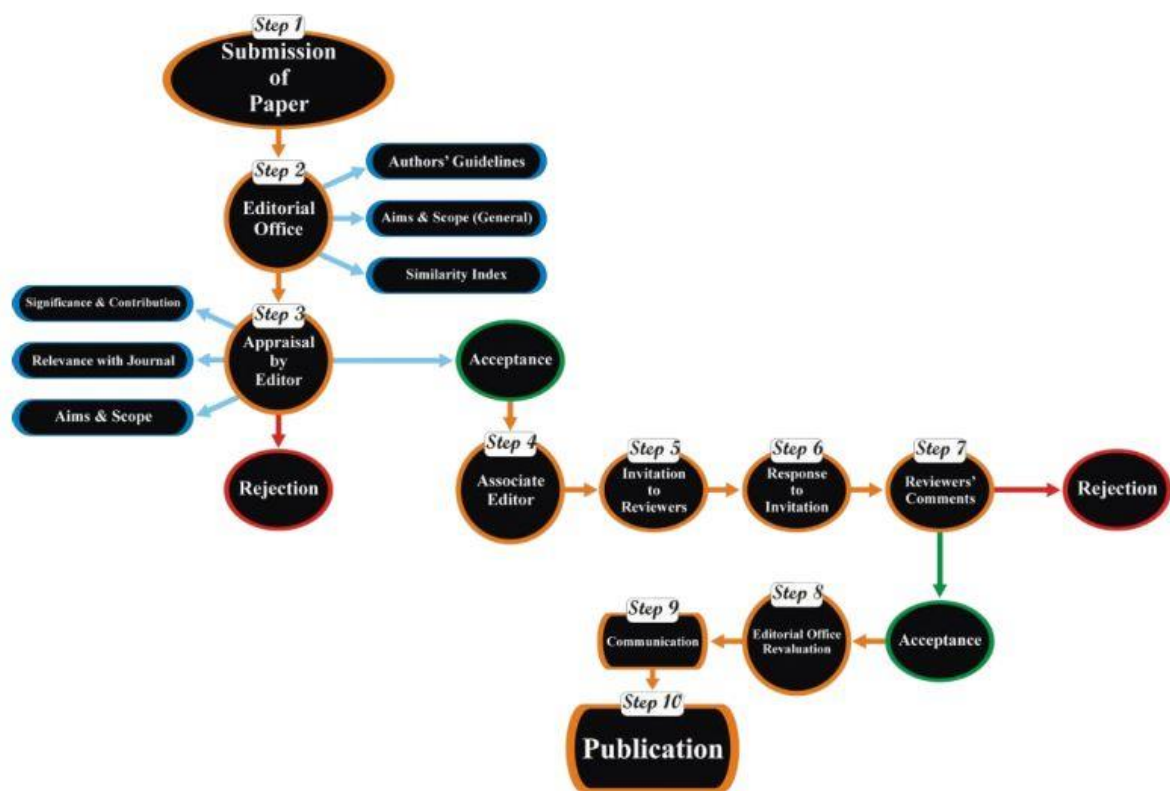 Step 1
Submission
of
Paper
Step 2
Editorial
Office
Authors' Guidelines
Aims & Scope (General)
Similarity Index
Step 3
Appraisal
by
Editor
Significance & Contribution
Relevance with Journal
Aims & Scope
Rejection
Acceptance
Step 4
Associate
Editor
Step 5
Invitation
to
Reviewers
Step 6
Response
to
Invitation
Step 7
Reviewers'
Comments
Rejection
Acceptance
Step 8
Editorial Office
Revaluation
Step 9
Communication
Step 10
Publication